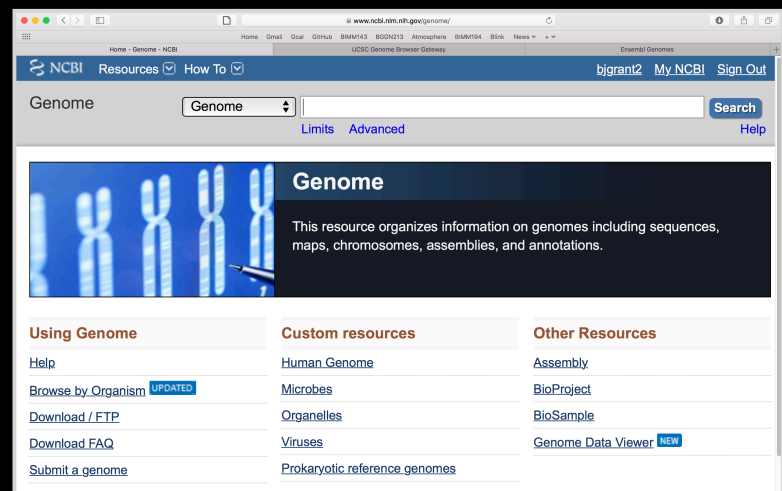 www.ncbi.nlm.nih.gov/genome/
Home Gmail Gcal GitHub BIMM143 BGGN213 Atmosphere BIMM194 Blink News
Home - Genome - NCBI UCSC Genome Browser Gateway Ensembl Genomes
NCBI Resources How To bjgrant2 My NCBI Sign Out
Genome Genome Search
Limits Advanced Help
Genome
This resource organizes information on genomes including sequences,
maps, chromosomes, assemblies, and annotations.
Using Genome Custom resources Other Resources
Help Human Genome Assembly
Browse by Organism UPDATED Microbes BioProject
Download / FTP Organelles BioSample
Download FAQ Viruses Genome Data Viewer NEW
Submit a genome Prokaryotic reference genomes